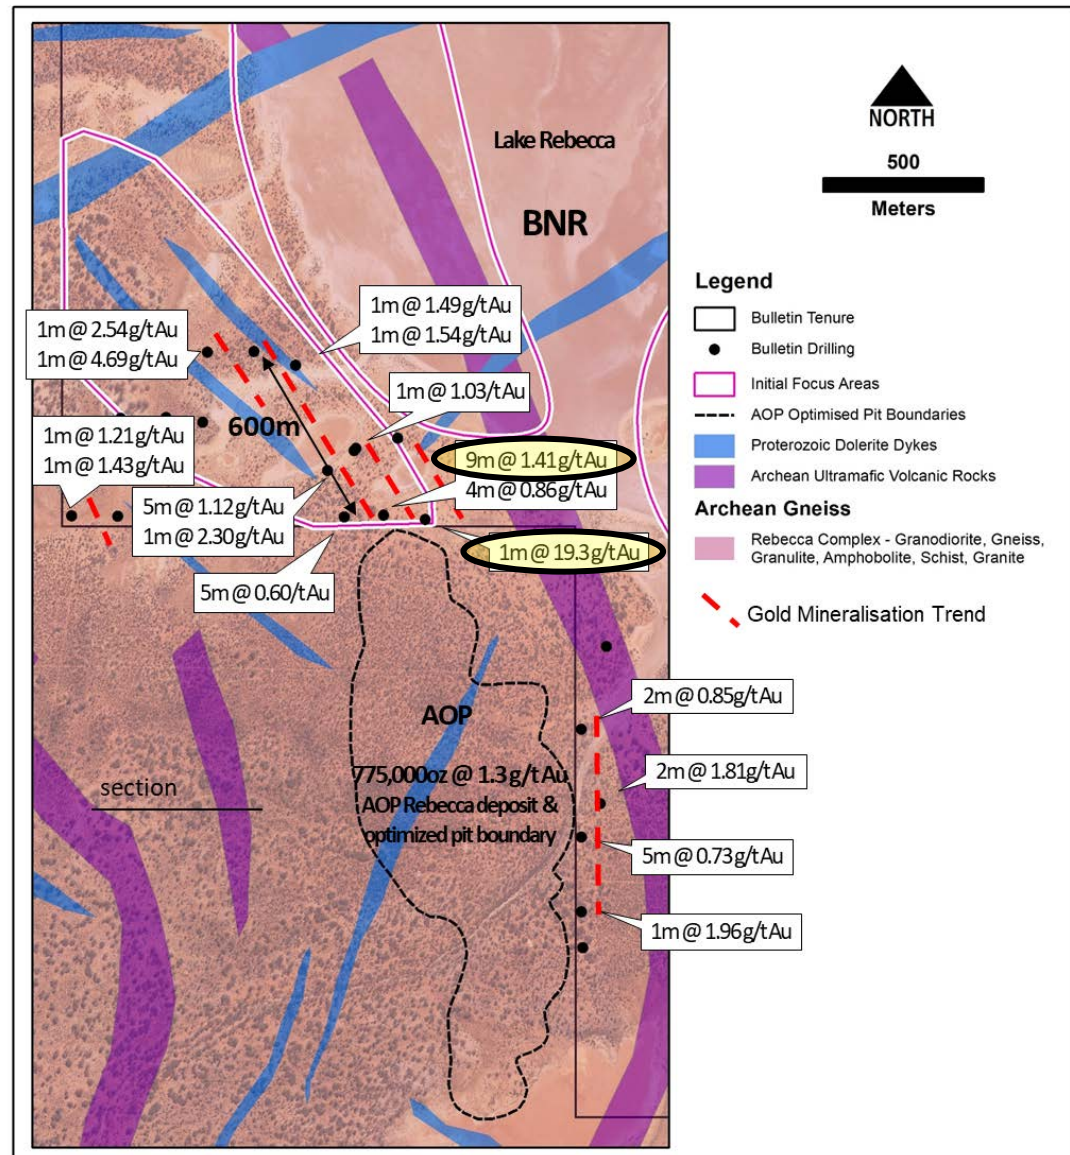 Lake Rebecca
BNR
1m @ 1.49g/tAu
1m @ 1.54g/tAu
1m @ 2.54g/tAu
1m @ 4.69g/tAu
1m @ 1.03/tAu
600m
1m @ 1.21g/tAu
1m @ 1.43g/tAu
9m @ 1.41g/tAu
4m @ 0.86g/tAu
5m @ 1.12g/tAu
1m @ 2.30g/tAu
1m @ 19.3g/tAu
5m @ 0.60/tAu
2m @ 0.85g/tAu
AOP
775,000oz @ 1.3g/tAu
AOP Rebecca deposit &
optimized pit boundary
2m @ 1.81g/tAu
section
5m @ 0.73g/tAu
1m @ 1.96g/tAu
NORTH
500
Meters
Legend
Bulletin Tenure
Bulletin Drilling
Initial Focus Areas
AOP Optimised Pit Boundaries
Proterozoic Dolerite Dykes
Archean Ultramafic Volcanic Rocks
Archean Gneiss
Rebecca Complex - Granodiorite, Gneiss,
Granulite, Amphobolite, Schist, Granite
Gold Mineralisation Trend